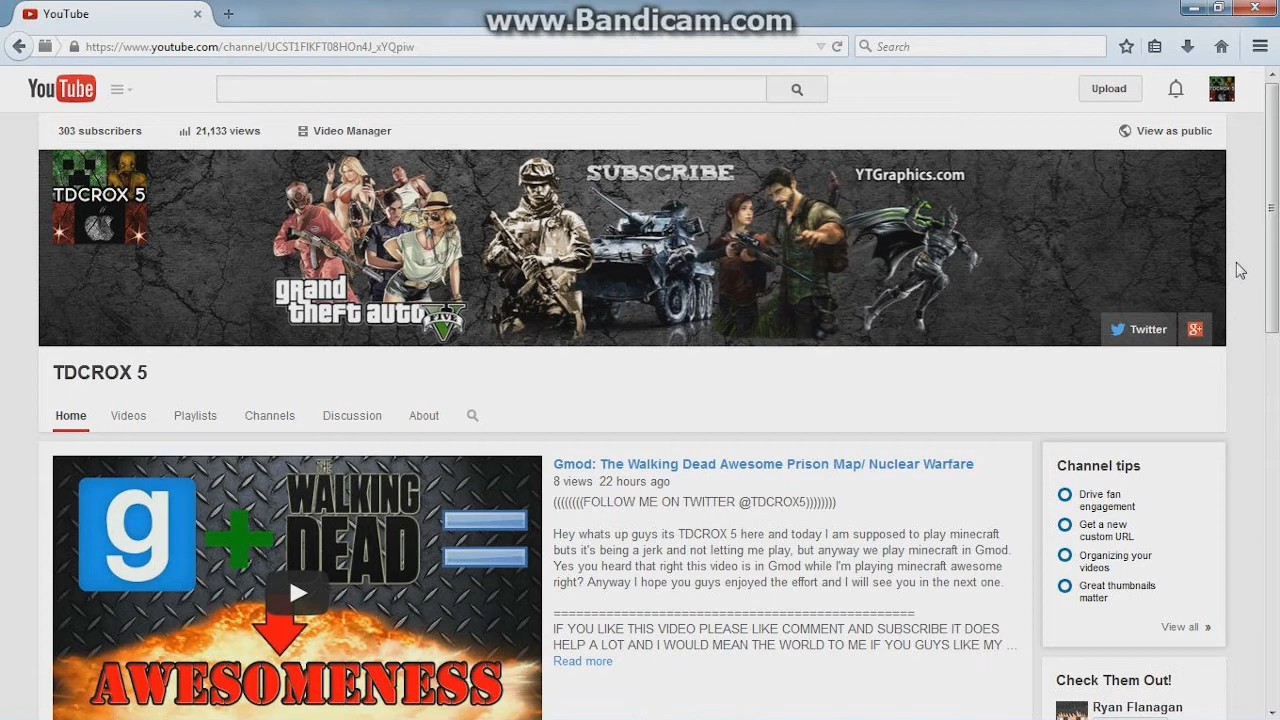 www.Bandicam.com
YouTube
https://www.youtube.com/channel/UCST1FIKFT08HOn4J_xYQpiw
Search
YouTube
Upload
303 subscribers
21,133 views
Video Manager
View as public
TDCROX 5
SUBSCRIBE
YTGraphics.com
grand
theft auto
FIVE
Twitter
g+
TDCROX 5
Home
Videos
Playlists
Channels
Discussion
About
g
THE
WALKING
DEAD
AWESOMENESS
Gmod: The Walking Dead Awesome Prison Map/ Nuclear Warfare
8 views 22 hours ago
((((((((FOLLOW ME ON TWITTER @TDCROX5))))))))
Hey whats up guys its TDCROX 5 here and today I am supposed to play minecraft
buts it's being a jerk and not letting me play, but anyway we play minecraft in Gmod.
Yes you heard that right this video is in Gmod while I'm playing minecraft awesome
right? Anyway I hope you guys enjoyed the effort and I will see you in the next one.
================================================
IF YOU LIKE THIS VIDEO PLEASE LIKE COMMENT AND SUBSCRIBE IT DOES
HELP A LOT AND I WOULD MEAN THE WORLD TO ME IF YOU GUYS LIKE MY ...
Read more
Channel tips
Drive fan
engagement
Get a new
custom URL
Organizing your
videos
Great thumbnails
matter
View all »
Check Them Out!
Ryan Flanagan